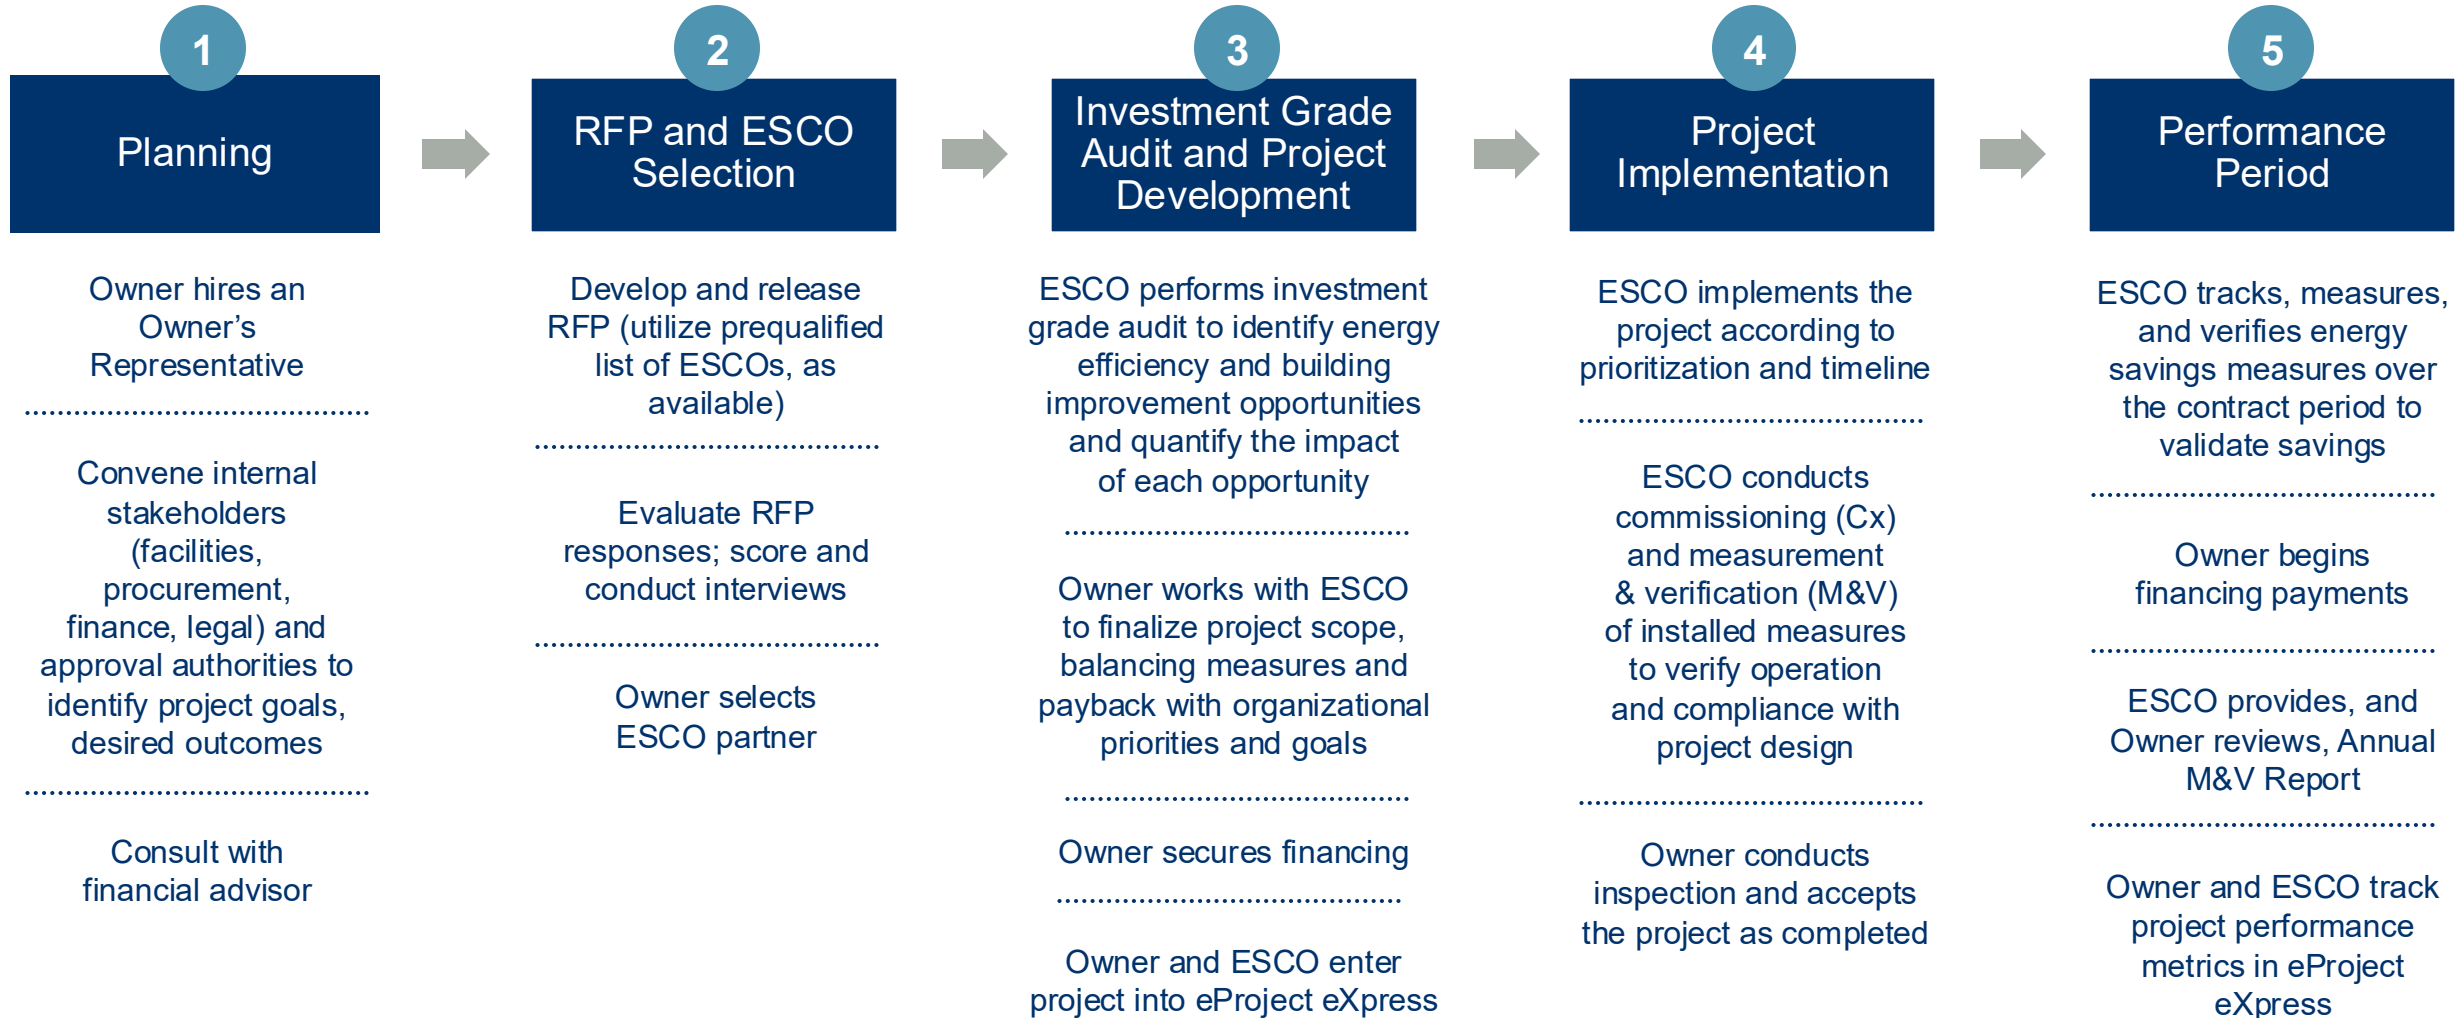 1
Planning
Owner hires an
Owner’s
Representative
Convene internal
stakeholders
(facilities,
procurement,
finance, legal) and
approval authorities to
identify project goals,
desired outcomes
Consult with
financial advisor
2
RFP and ESCO
Selection
Develop and release
RFP (utilize prequalified
list of ESCOs, as
available)
Evaluate RFP
responses; score and
conduct interviews
Owner selects
ESCO partner
3
Investment Grade
Audit and Project
Development
ESCO performs investment
grade audit to identify energy
efficiency and building
improvement opportunities
and quantify the impact
of each opportunity
Owner works with ESCO
to finalize project scope,
balancing measures and
payback with organizational
priorities and goals
Owner secures financing
Owner and ESCO enter
project into eProject eXpress
4
Project
Implementation
ESCO implements the
project according to
prioritization and timeline
ESCO conducts
commissioning (Cx)
and measurement
& verification (M&V)
of installed measures
to verify operation
and compliance with
project design
Owner conducts
inspection and accepts
the project as completed
5
Performance
Period
ESCO tracks, measures,
and verifies energy
savings measures over
the contract period to
validate savings
Owner begins
financing payments
ESCO provides, and
Owner reviews, Annual
M&V Report
Owner and ESCO track
project performance
metrics in eProject
eXpress